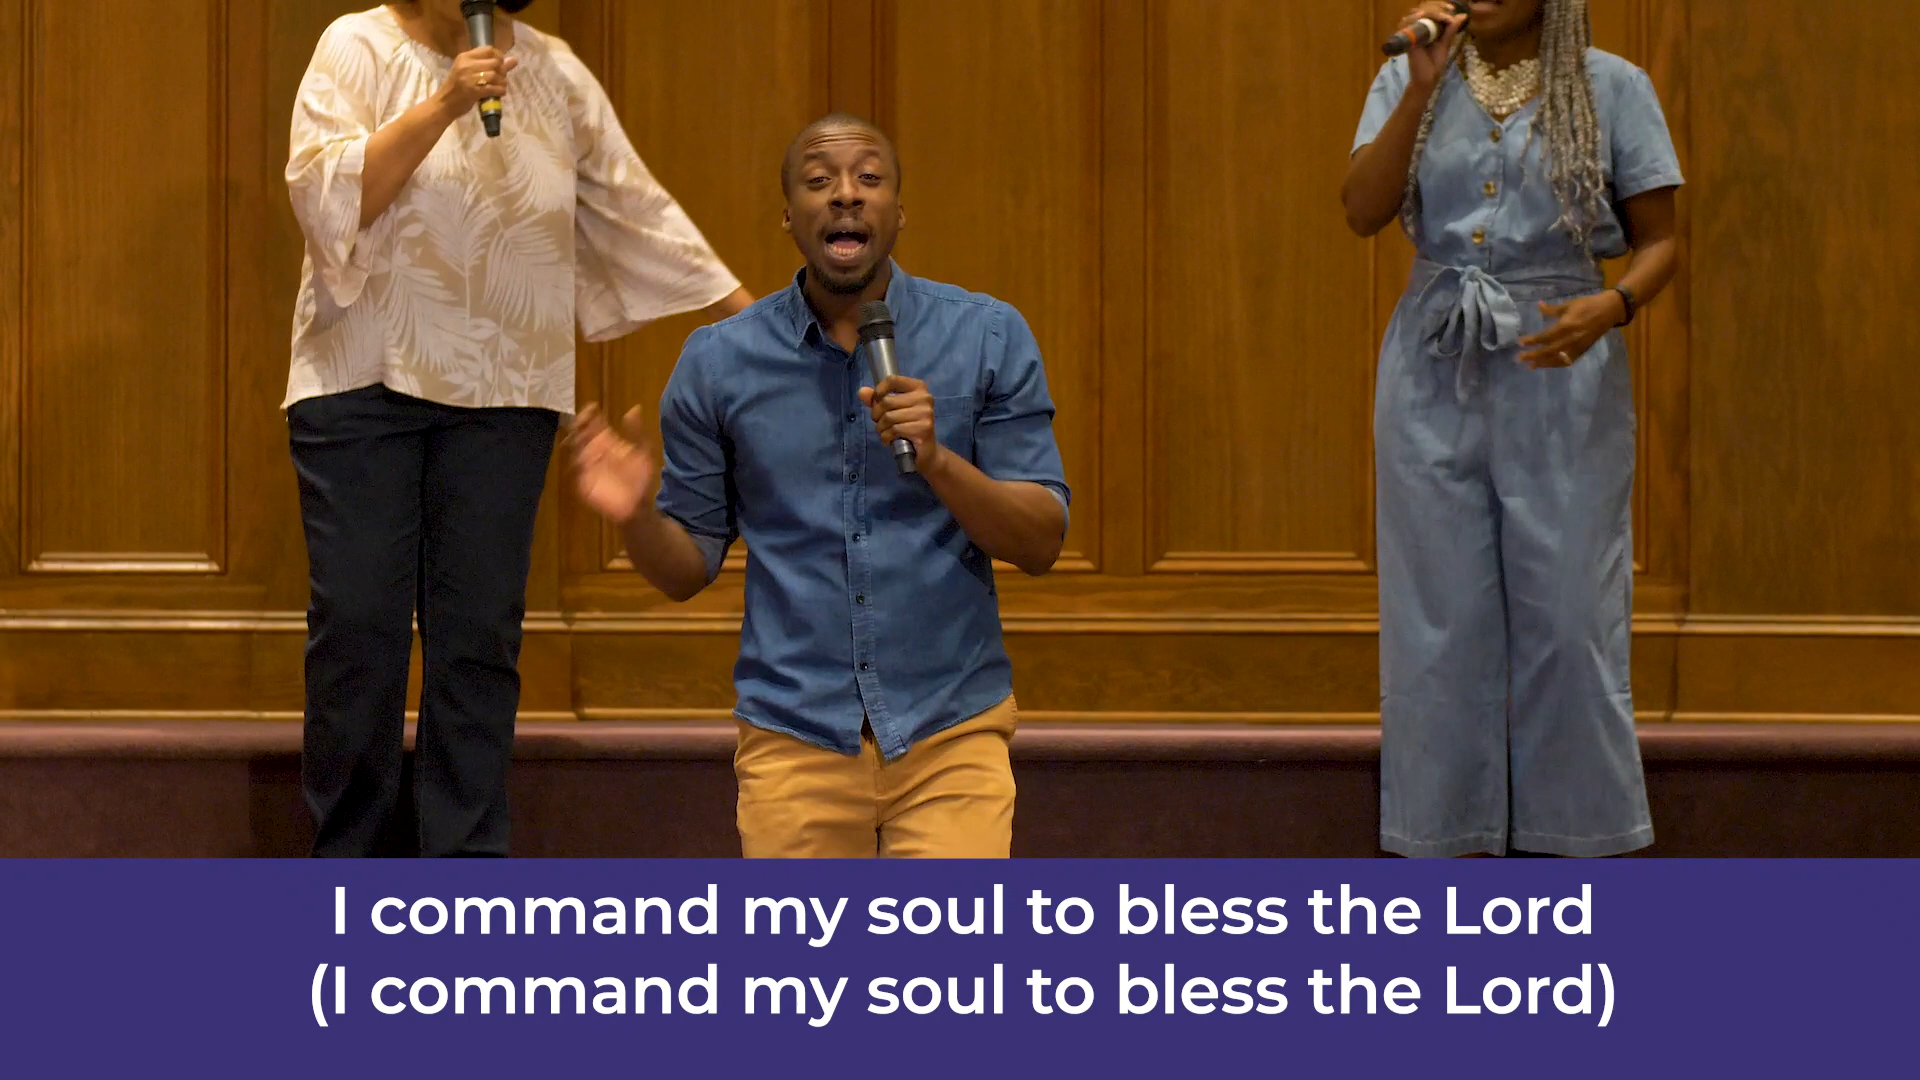 I command my soul to bless the Lord
(I command my soul to bless the Lord)